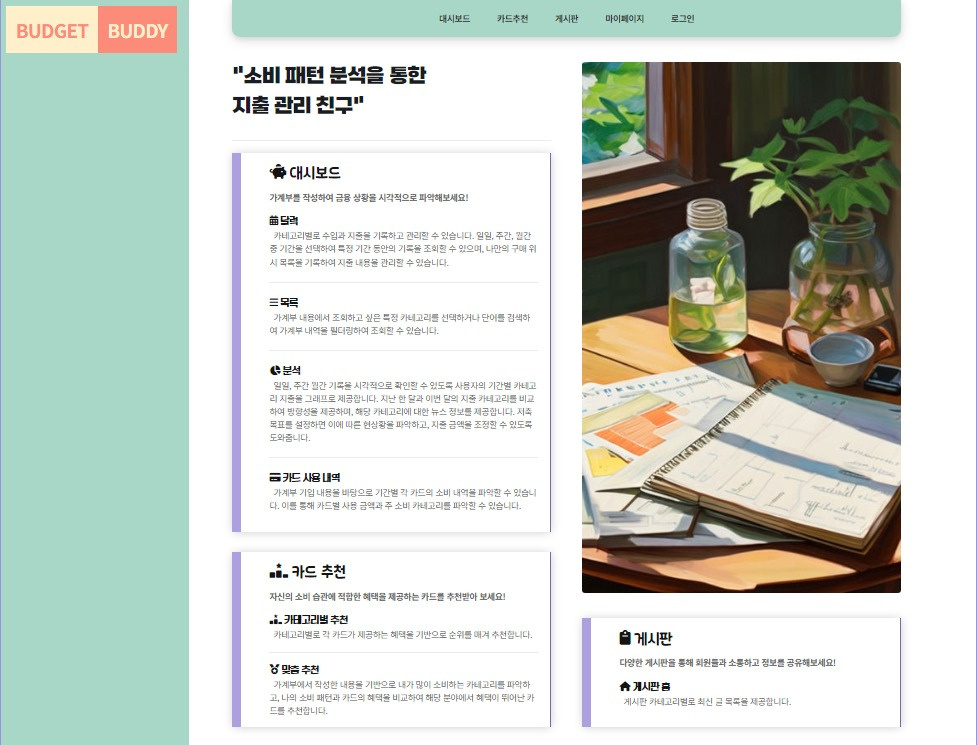 BUDGET BUDDY
대시보드 카드추천 게시판 마이페이지 로그인
"소비 패턴 분석을 통한
지출 관리 친구"
대시보드
가계부를 작성하여 금융 상황을 시각적으로 파악해보세요!
달력
카테고리별로 수입과 지출을 기록하고 관리할 수 있습니다. 일일, 주간, 월간
중 기간을 선택하여 특정 기간 동안의 기록을 조회할 수 있으며, 나만의 구매 위
시 목록을 기록하여 지출 내용을 관리할 수 있습니다.
목록
가계부 내용에서 조회하고 싶은 특정 카테고리를 선택하거나 단어를 검색하
여 가계부 내역을 필터링하여 조회할 수 있습니다.
분석
일일, 주간 월간 기록을 시각적으로 확인할 수 있도록 사용자의 기간별 카테고
리 지출을 그래프로 제공합니다. 지난 한 달과 이번 달의 지출 카테고리를 비교
하여 방향성을 제공하며, 해당 카테고리에 대한 뉴스 정보를 제공합니다. 저축
목표를 설정하면 이에 따른 현상황을 파악하고, 지출 금액을 조정할 수 있도록
도와줍니다.
카드 사용 내역
가계부 기입 내용을 바탕으로 기간별 각 카드의 소비 내역을 파악할 수 있습니
다. 이를 통해 카드별 사용 금액과 주 소비 카테고리를 파악할 수 있습니다.
카드 추천
자신의 소비 습관에 적합한 혜택을 제공하는 카드를 추천받아 보세요!
카테고리별 추천
카테고리별로 각 카드가 제공하는 혜택을 기반으로 순위를 매겨 추천합니다.
맞춤 추천
가계부에서 작성한 내용을 기반으로 내가 많이 소비하는 카테고리를 파악하
고, 나의 소비 패턴과 카드의 혜택을 비교하여 해당 분야에서 혜택이 뛰어난 카
드를 추천합니다.
게시판
다양한 게시판을 통해 회원들과 소통하고 정보를 공유해보세요!
게시판 홈
게시판 카테고리별로 최신 글 목록을 제공합니다.